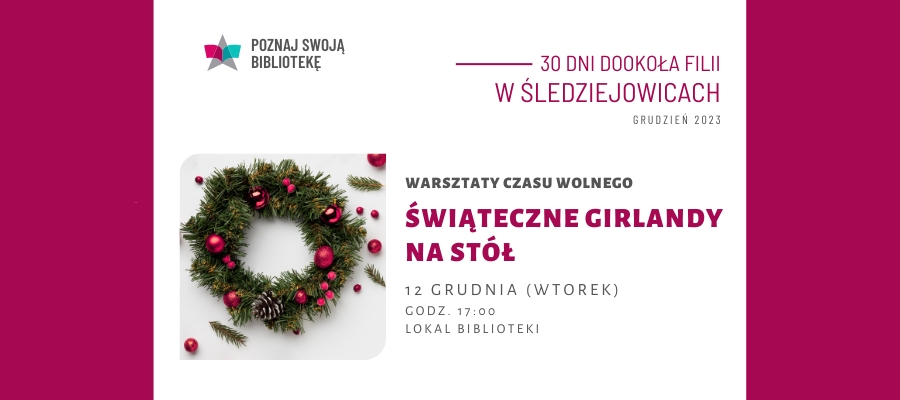 POZNAJ SWOJĄ
BIBLIOTEKĘ
30 DNI DOOKOŁA FILII
W ŚLEDZIEJOWICACH
GRUDZIEŃ 2023
WARSZTATY CZASU WOLNEGO
ŚWIĄTECZNE GIRLANDY
NA STÓŁ
12 GRUDNIA (WTOREK)
GODZ. 17:00
LOKAL BIBLIOTEKI